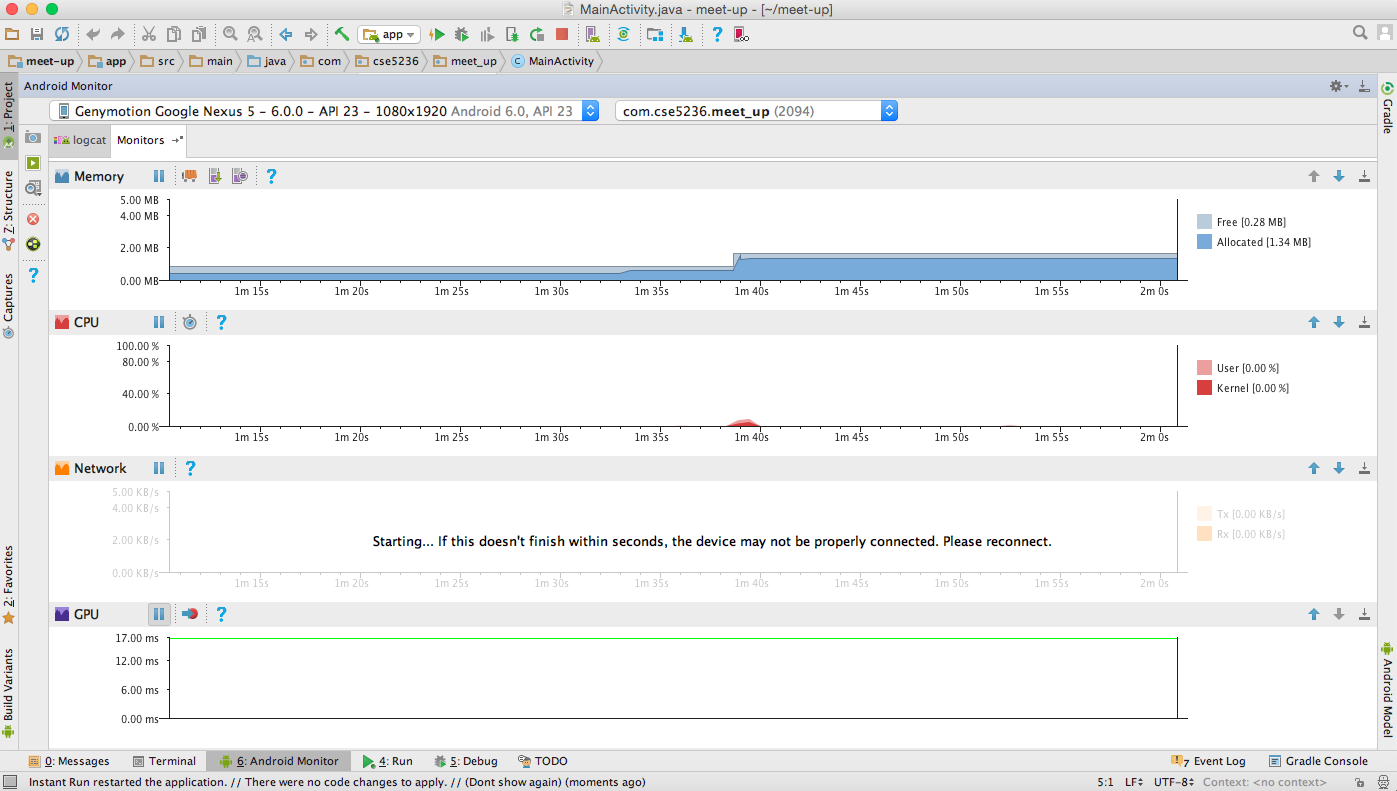 MainActivity.java - meet-up - [~/meet-up]
app
meet-up app src main java com cse5236 meet_up C MainActivity
Android Monitor
Genymotion Google Nexus 5 – 6.0.0 – API 23 – 1080x1920 Android 6.0, API 23
com.cse5236.meet_up (2094)
logcat Monitors
Memory
5.00 MB
4.00 MB
2.00 MB
0.00 MB
Free [0.28 MB]
Allocated [1.34 MB]
1m 15s 1m 20s 1m 25s 1m 30s 1m 35s 1m 40s 1m 45s 1m 50s 1m 55s 2m 0s
CPU
100.00 %
80.00 %
40.00 %
0.00 %
User [0.00 %]
Kernel [0.00 %]
1m 15s 1m 20s 1m 25s 1m 30s 1m 35s 1m 40s 1m 45s 1m 50s 1m 55s 2m 0s
Network
5.00 KB/s
4.00 KB/s
2.00 KB/s
0.00 KB/s
Starting... If this doesn't finish within seconds, the device may not be properly connected. Please reconnect.
Tx [0.00 KB/s]
Rx [0.00 KB/s]
1m 15s 1m 20s 1m 25s 1m 30s 1m 35s 1m 40s 1m 45s 1m 50s 1m 55s 2m 0s
GPU
17.00 ms
12.00 ms
6.00 ms
0.00 ms
1: Project
7: Structure
Captures
2: Favorites
Build Variants
Gradle
Android Model
0: Messages Terminal 6: Android Monitor 4: Run 5: Debug TODO 7 Event Log Gradle Console
Instant Run restarted the application. // There were no code changes to apply. // (Dont show again) (moments ago) 5:1 LF UTF-8 Context: <no context>